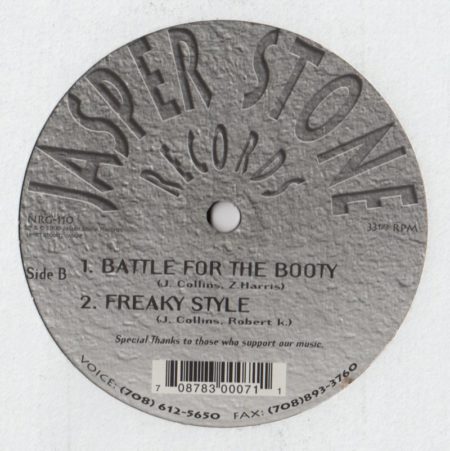 JASPER STONE
RECORDS
NRG-110
33 1/3 RPM
Side B
1. BATTLE FOR THE BOOTY
(J. Collins, Z.Harris)
2. FREAKY STYLE
(J. Collins, Robert k.)
Special Thanks to those who support our music.
7 08783 00071 1
VOICE: (708) 612-5650 FAX: (708)893-3760